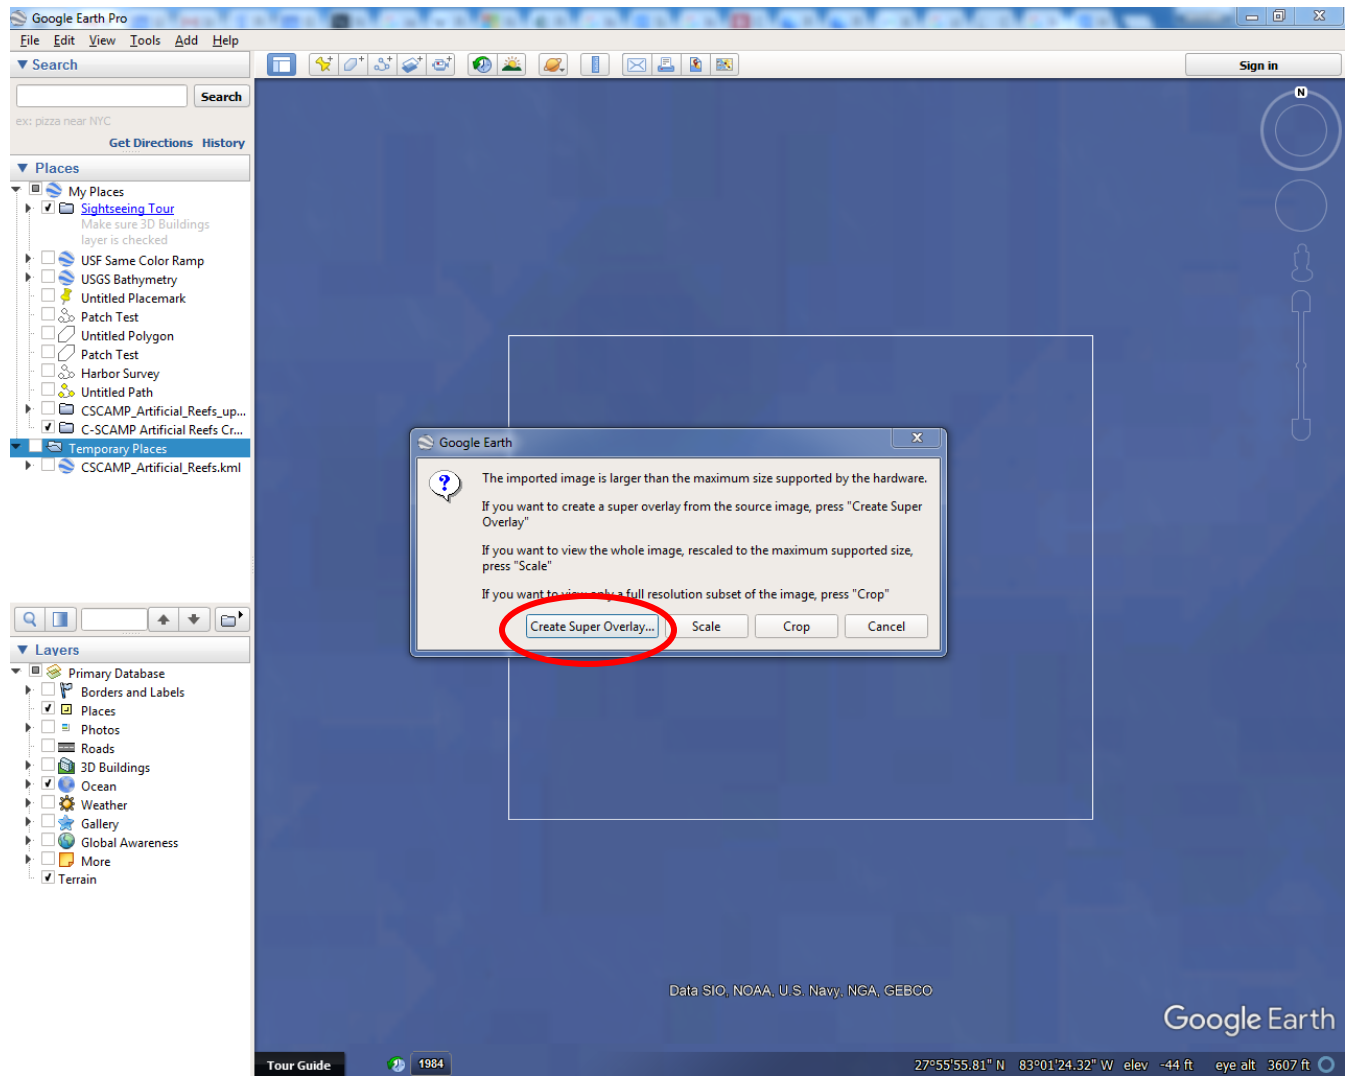 Google Earth Pro
File Edit View Tools Add Help
Search
Sign in
Search
ex: pizza near NYC
Get Directions History
Places
My Places
Sightseeing Tour
Make sure 3D Buildings
layer is checked
USF Same Color Ramp
USGS Bathymetry
Untitled Placemark
Patch Test
Untitled Polygon
Patch Test
Harbor Survey
Untitled Path
CSCAMP_Artificial_Reefs_up...
C-SCAMP Artificial Reefs Cr...
Temporary Places
CSCAMP_Artificial_Reefs.kml
Layers
Primary Database
Borders and Labels
Places
Photos
Roads
3D Buildings
Ocean
Weather
Gallery
Global Awareness
More
Terrain
N
Google Earth
The imported image is larger than the maximum size supported by the hardware.
If you want to create a super overlay from the source image, press "Create Super
Overlay"
If you want to view the whole image, rescaled to the maximum supported size,
press "Scale"
If you want to view only a full resolution subset of the image, press "Crop"
Create Super Overlay... Scale Crop Cancel
Data SIO, NOAA, U.S. Navy, NGA, GEBCO
Google Earth
Tour Guide 1984 27°55'55.81" N 83°01'24.32" W elev -44 ft eye alt 3607 ft